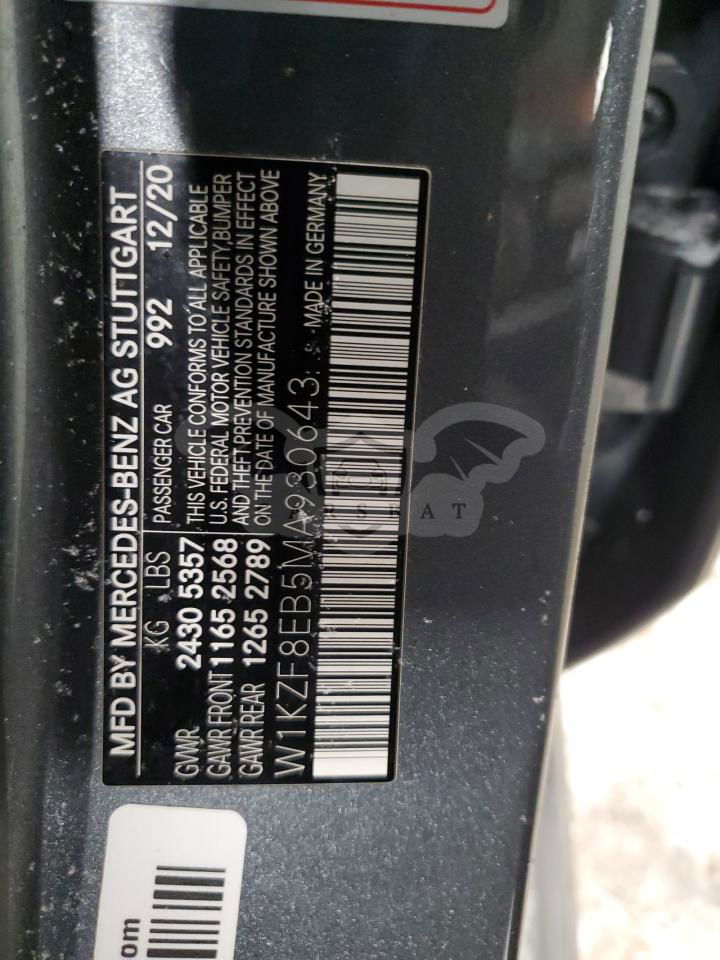 MFD BY MERCEDES-BENZ AG STUTTGART
KG LBS PASSENGER CAR 992 12/20
GVWR 2430 5357 THIS VEHICLE CONFORMS TO ALL APPLICABLE
GAWR FRONT 1165 2568 U.S. FEDERAL MOTOR VEHICLE SAFETY, BUMPER
GAWR REAR 1265 2789 AND THEFT PREVENTION STANDARDS IN EFFECT
ON THE DATE OF MANUFACTURE SHOWN ABOVE
W1KZF8EB5MA930643
MADE IN GERMANY
om